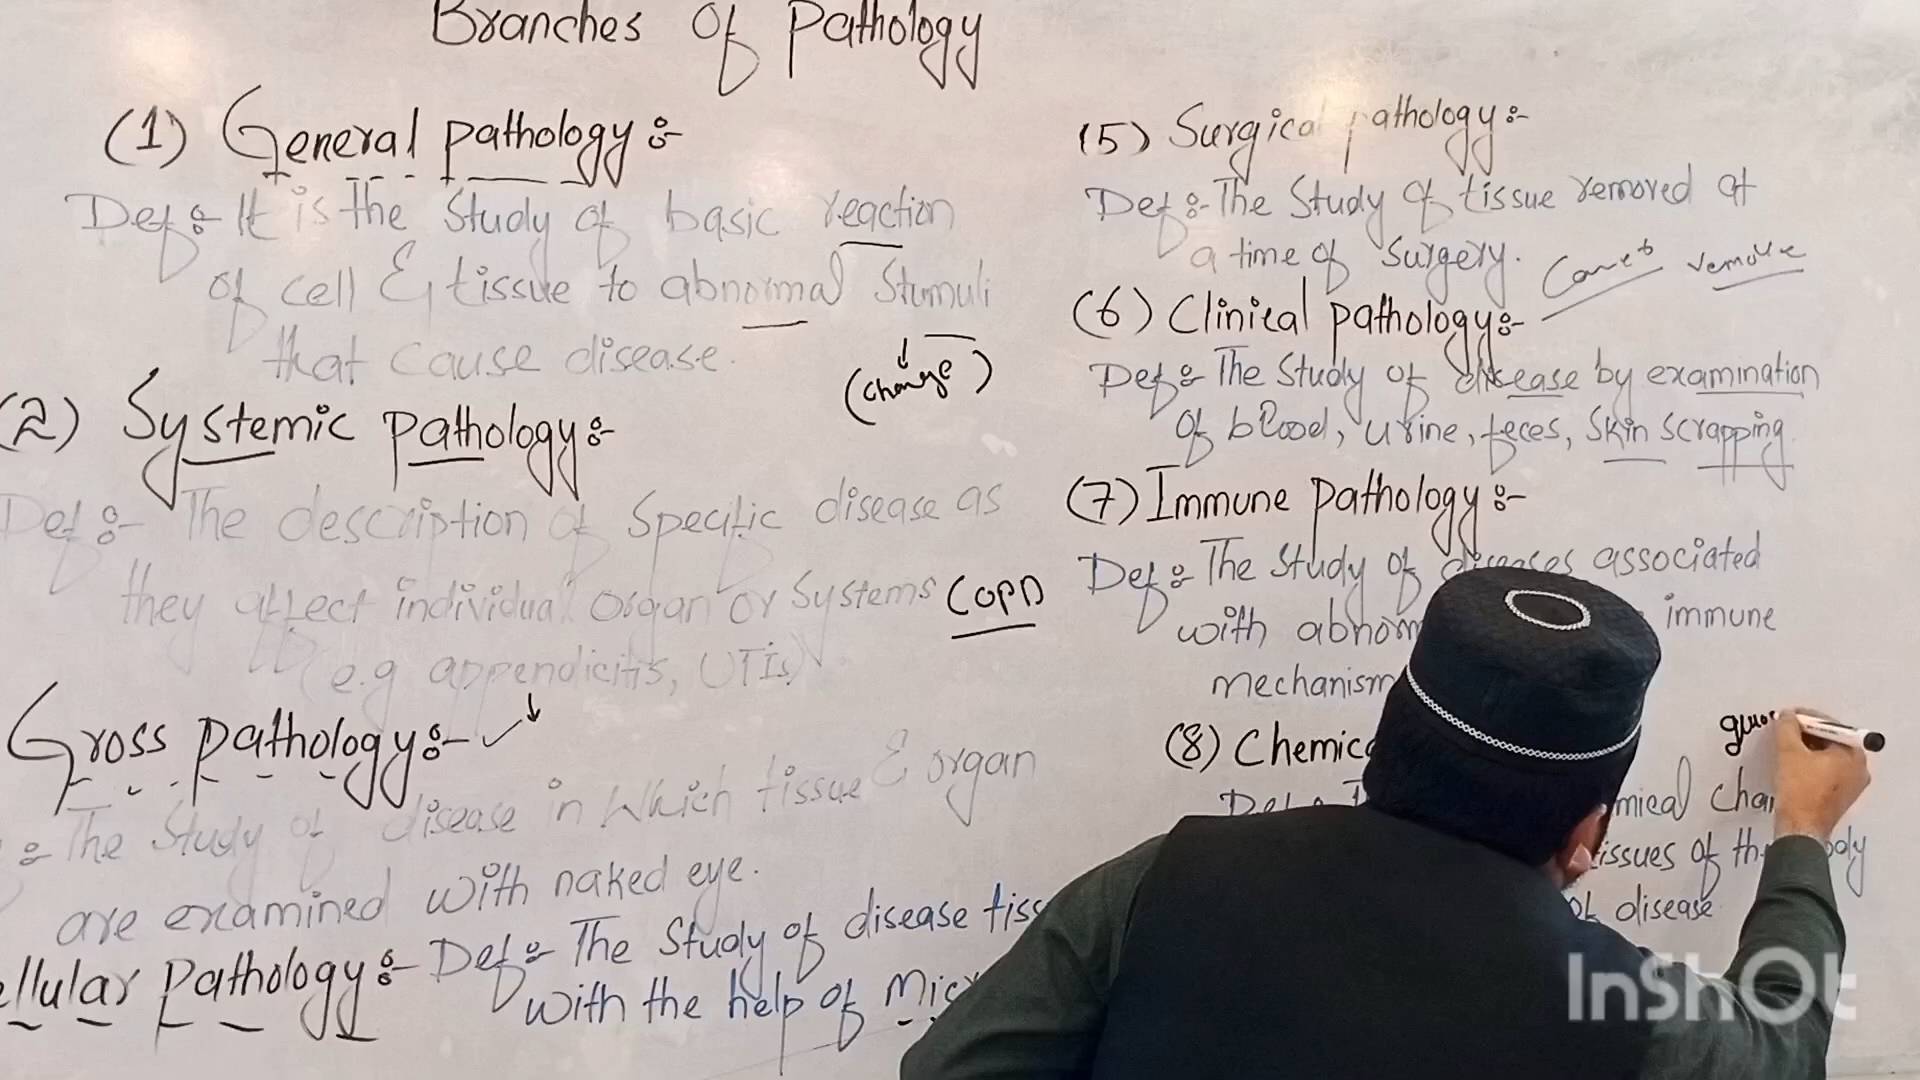 Branches Of Pathology
(1) General pathology :-
Def :- It is the Study of basic reaction
of cell & tissue to abnormal Stumuli
that cause disease.
(change)
(2) Systemic pathology :-
Def :- The description of Specific disease as
they affect individual organ or Systems COPD
(e.g appendicitis, UTIs)
Gross pathology :-
:- The Study of disease in Which tissue & organ
are examined with naked eye.
ellular Pathology :- Def :- The Study of disease tiss
with the help of Mic
(5) Surgical pathology :-
Def :- The Study of tissue removed at
a time of surgery.
remove
(6) Clinical pathology :-
Def :- The Study of disease by examination
of blood, urine, feces, Skin scrapping
(7) Immune Pathology :-
Def :- The Study of diseases associated
with abnorm immune
mechanism
(8) Chemic
Def :- mical Cha
tissues of th body
of disease
InShOt